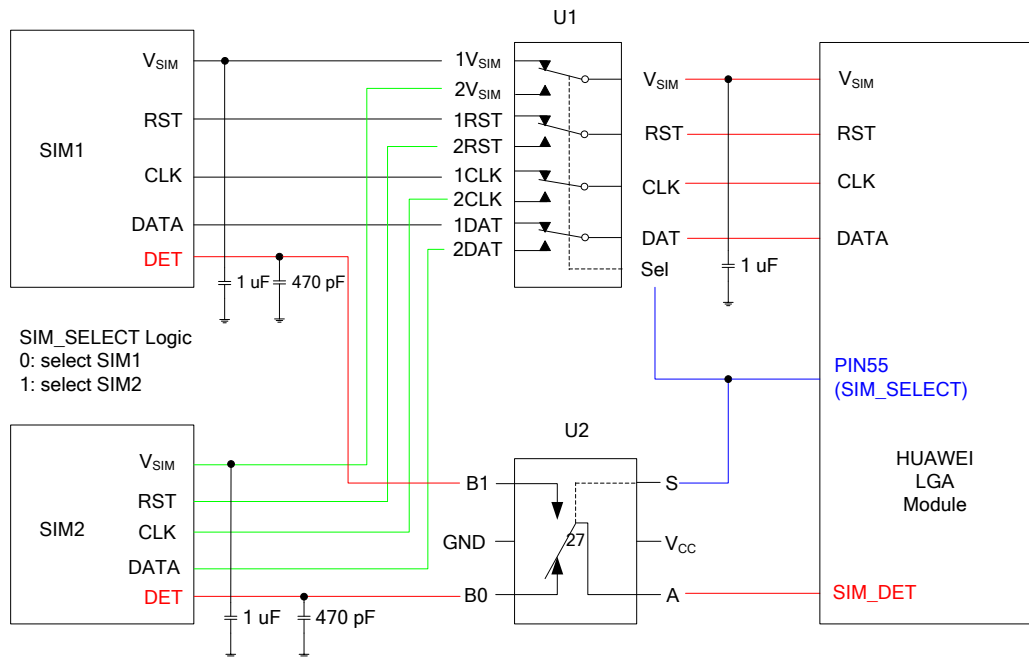 U1
SIM1
VSIM
RST
CLK
DATA
DET
1 uF
470 pF
1VSIM
2VSIM
1RST
2RST
1CLK
2CLK
1DAT
2DAT
VSIM
RST
CLK
DAT
Sel
1 uF
VSIM
RST
CLK
DATA
SIM_SELECT Logic
0: select SIM1
1: select SIM2
PIN55
(SIM_SELECT)
HUAWEI
LGA
Module
SIM_DET
SIM2
VSIM
RST
CLK
DATA
DET
1 uF
470 pF
U2
B1
GND
B0
27
S
VCC
A